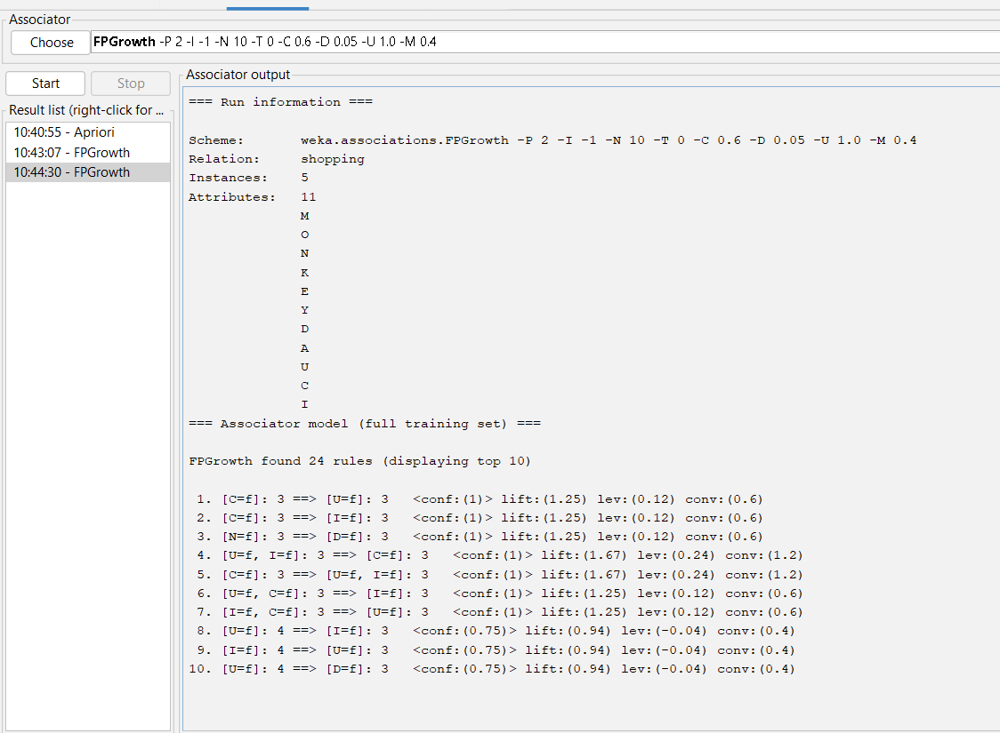 Associator
Choose FPGrowth -P 2 -I -1 -N 10 -T 0 -C 0.6 -D 0.05 -U 1.0 -M 0.4
Start Stop
Result list (right-click for ...
10:40:55 - Apriori
10:43:07 - FPGrowth
10:44:30 - FPGrowth
Associator output
=== Run information ===
Scheme: weka.associations.FPGrowth -P 2 -I -1 -N 10 -T 0 -C 0.6 -D 0.05 -U 1.0 -M 0.4
Relation: shopping
Instances: 5
Attributes: 11
M
O
N
K
E
Y
D
A
U
C
I
=== Associator model (full training set) ===
FPGrowth found 24 rules (displaying top 10)
1. [C=f]: 3 ==> [U=f]: 3 <conf:(1)> lift:(1.25) lev:(0.12) conv:(0.6)
2. [C=f]: 3 ==> [I=f]: 3 <conf:(1)> lift:(1.25) lev:(0.12) conv:(0.6)
3. [N=f]: 3 ==> [D=f]: 3 <conf:(1)> lift:(1.25) lev:(0.12) conv:(0.6)
4. [U=f, I=f]: 3 ==> [C=f]: 3 <conf:(1)> lift:(1.67) lev:(0.24) conv:(1.2)
5. [C=f]: 3 ==> [U=f, I=f]: 3 <conf:(1)> lift:(1.67) lev:(0.24) conv:(1.2)
6. [U=f, C=f]: 3 ==> [I=f]: 3 <conf:(1)> lift:(1.25) lev:(0.12) conv:(0.6)
7. [I=f, C=f]: 3 ==> [U=f]: 3 <conf:(1)> lift:(1.25) lev:(0.12) conv:(0.6)
8. [U=f]: 4 ==> [I=f]: 3 <conf:(0.75)> lift:(0.94) lev:(-0.04) conv:(0.4)
9. [I=f]: 4 ==> [U=f]: 3 <conf:(0.75)> lift:(0.94) lev:(-0.04) conv:(0.4)
10. [U=f]: 4 ==> [D=f]: 3 <conf:(0.75)> lift:(0.94) lev:(-0.04) conv:(0.4)